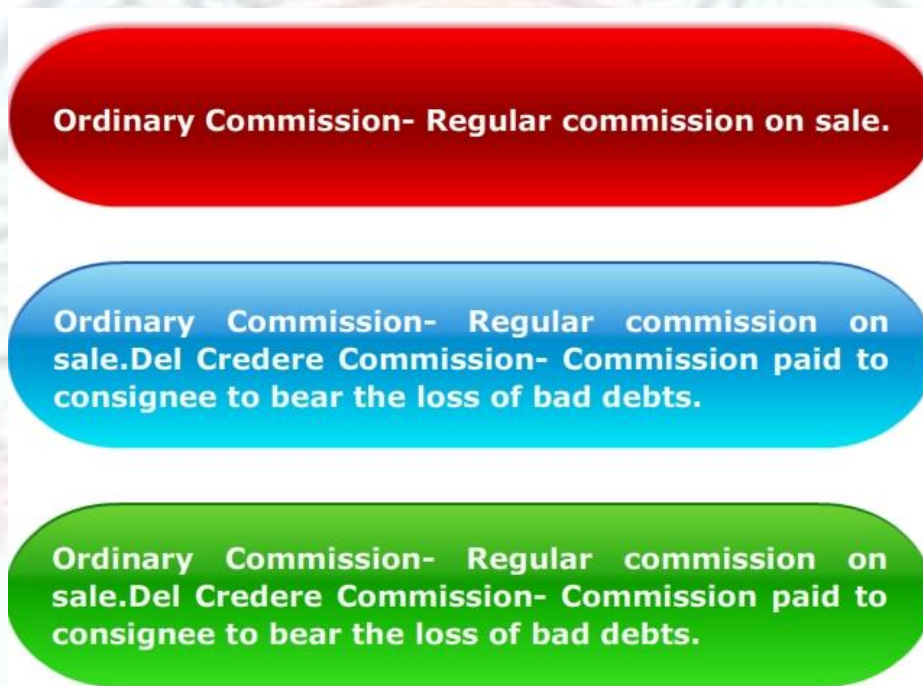 Ordinary Commission- Regular commission on sale.
Ordinary Commission- Regular commission on
sale.Del Credere Commission- Commission paid to
consignee to bear the loss of bad debts.
Ordinary Commission- Regular commission on
sale.Del Credere Commission- Commission paid to
consignee to bear the loss of bad debts.